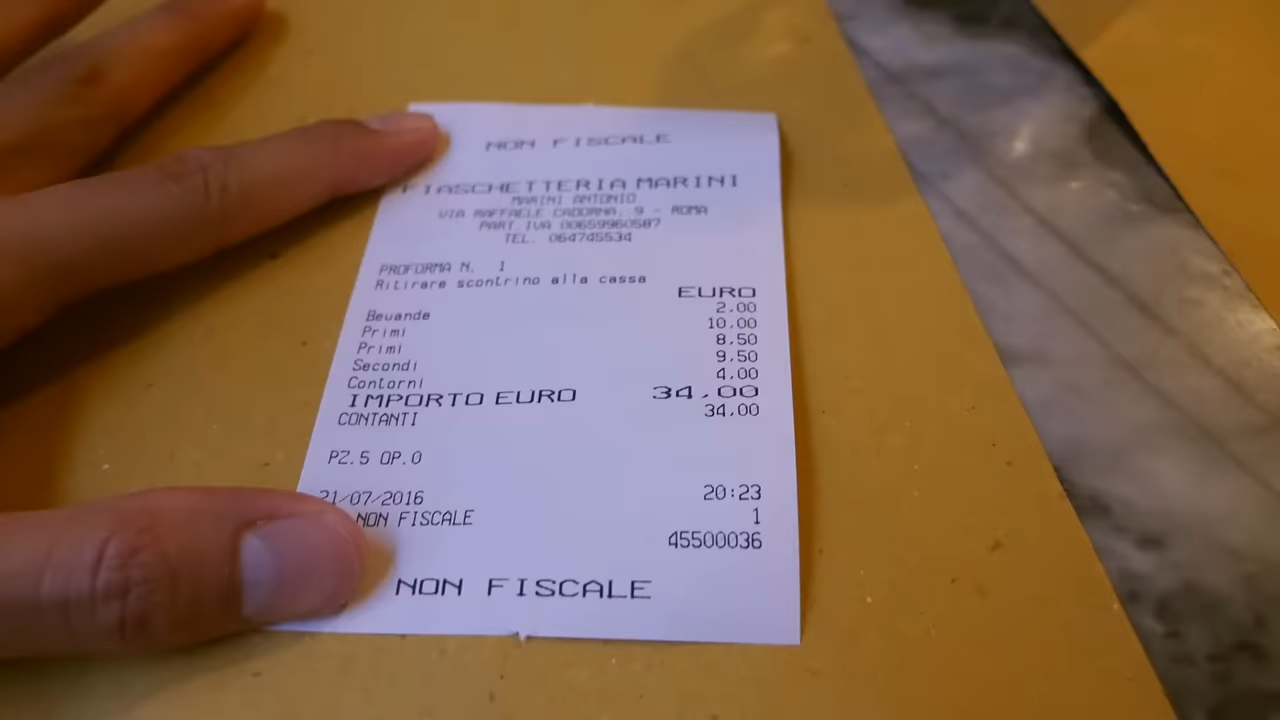 NON FISCALE
FIASCHETTERIA MARINI
MARINI ANTONIO
VIA RAFFAELE CADORNA, 9 - ROMA
PART.IVA 00659960587
TEL. 064745534
PROFORMA N. 1
Ritirare scontrino alla cassa
EURO
Bevande 2.00
Primi 10.00
Primi 8.50
Secondi 9.50
Contorni 4.00
IMPORTO EURO 34,00
CONTANTI 34.00
PZ.5 OP.0
21/07/2016 20:23
NON FISCALE 1
45500036
NON FISCALE